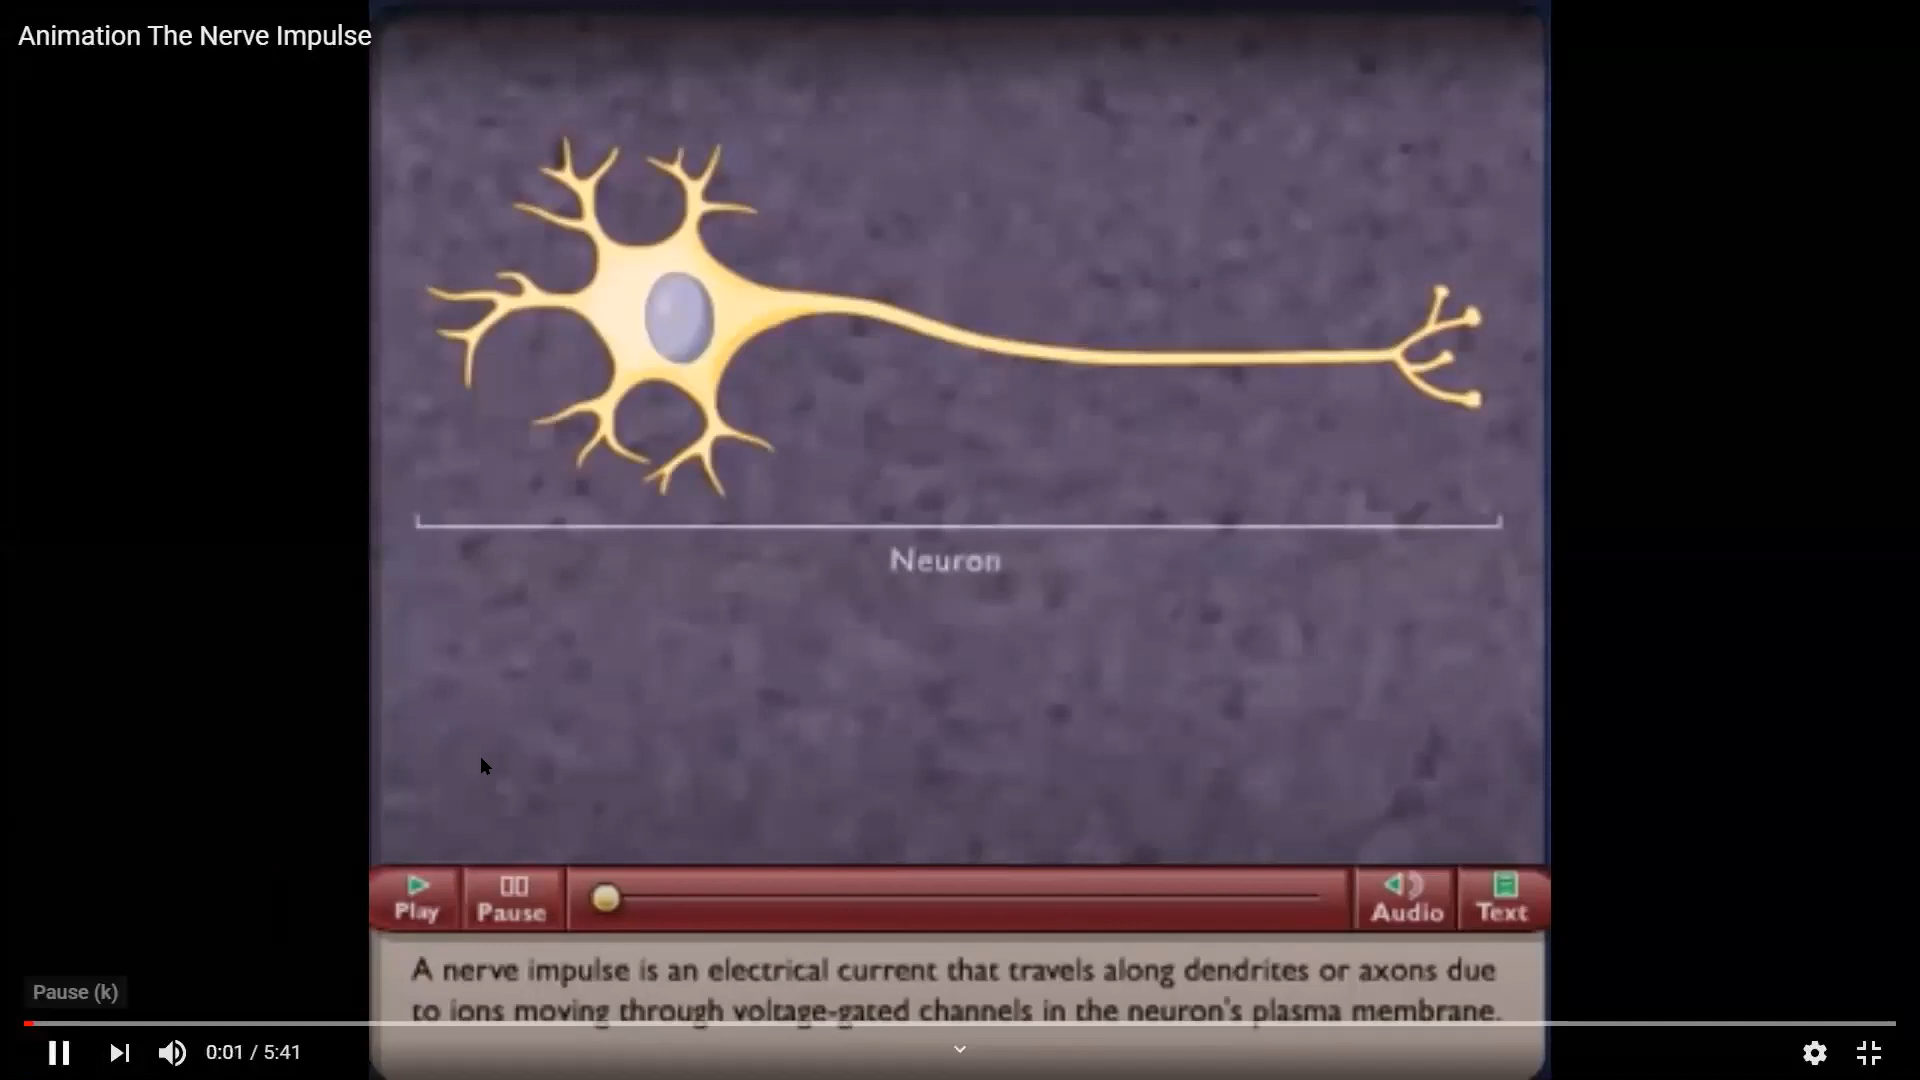 Animation The Nerve Impulse
Neuron
Play
Pause
Audio
Text
A nerve impulse is an electrical current that travels along dendrites or axons due
to ions moving through voltage-gated channels in the neuron's plasma membrane.
Pause (k)
0:01 / 5:41